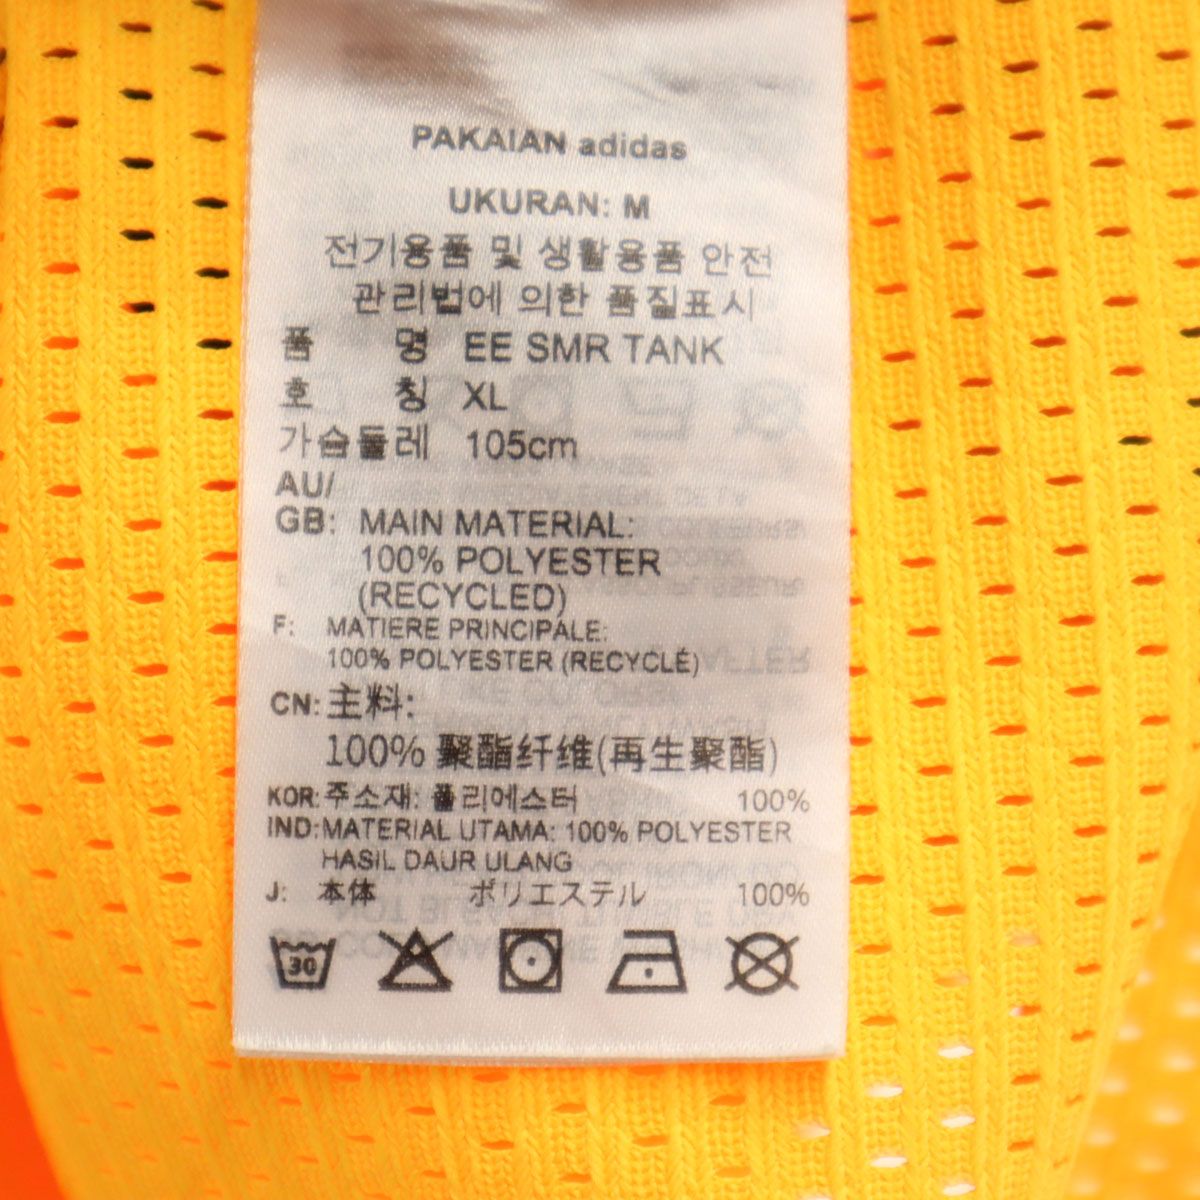 PAKAIAN adidas
UKURAN: M
전기용품 및 생활용품 안전
관리법에 의한 품질표시
품 명 EE SMR TANK
호 칭 XL
가슴둘레 105cm
AU/
GB: MAIN MATERIAL:
100% POLYESTER
(RECYCLED)
F: MATIERE PRINCIPALE:
100% POLYESTER (RECYCLÉ)
CN: 主料:
100% 聚酯纤维(再生聚酯)
KOR: 주소재: 폴리에스터 100%
IND: MATERIAL UTAMA: 100% POLYESTER
HASIL DAUR ULANG
J: 本体 ポリエステル 100%
30